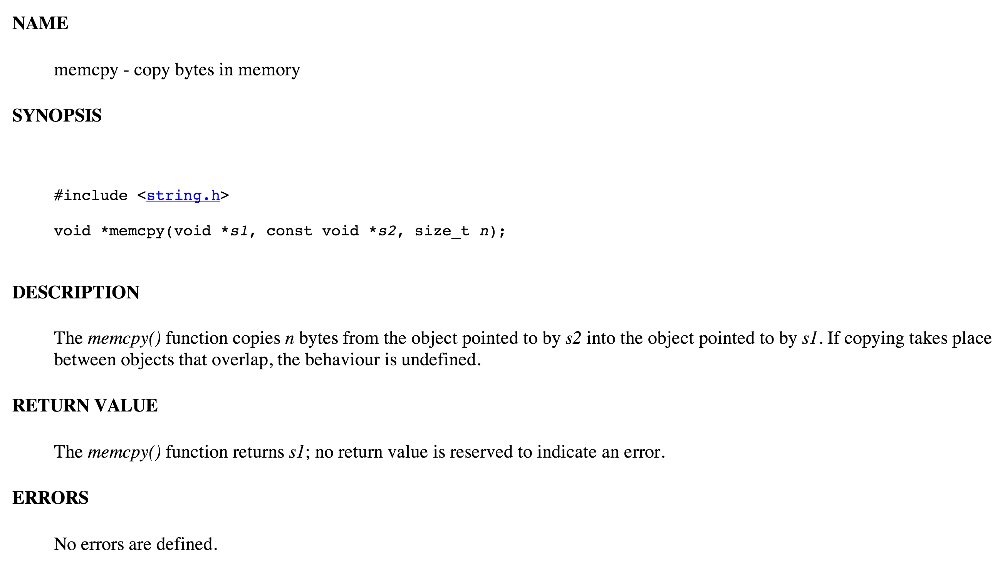 NAME
memcpy - copy bytes in memory
SYNOPSIS
#include <string.h>
void *memcpy(void *s1, const void *s2, size_t n);
DESCRIPTION
The memcpy() function copies n bytes from the object pointed to by s2 into the object pointed to by s1. If copying takes place
between objects that overlap, the behaviour is undefined.
RETURN VALUE
The memcpy() function returns s1; no return value is reserved to indicate an error.
ERRORS
No errors are defined.